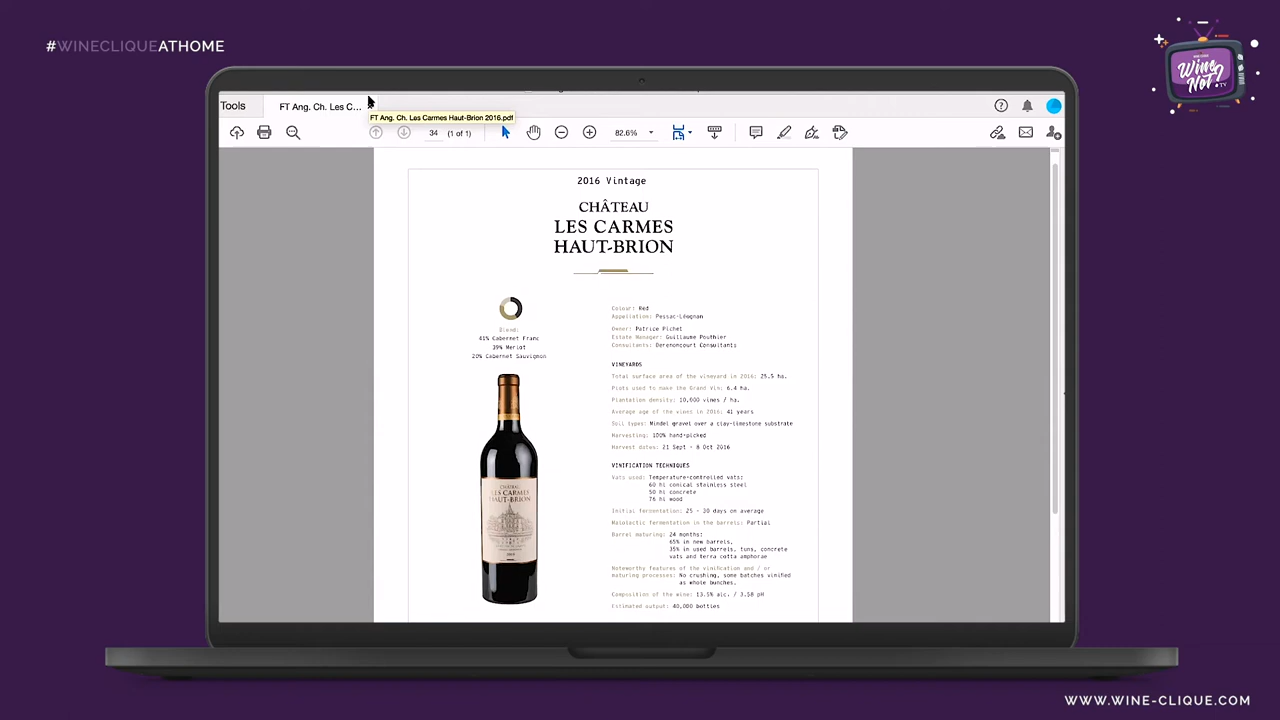 #WINECLIQUEATHOME
Wine Not? TV
Tools
FT Ang. Ch. Les C...
FT Ang. Ch. Les Carmes Haut-Brion 2016.pdf
34 (1 of 1)
82.6%
2016 Vintage
CHÂTEAU
LES CARMES
HAUT-BRION
Blend:
41% Cabernet Franc
39% Merlot
20% Cabernet Sauvignon
CHÂTEAU
LES CARMES
HAUT-BRION
Colour: Red
Appellation: Pessac-Léognan
Owner: Patrice Pichet
Estate Manager: Guillaume Pouthier
Consultants: Derenoncourt Consultants
VINEYARDS
Total surface area of the vineyard in 2016: 25.5 ha.
Plots used to make the Grand Vin: 6.4 ha.
Plantation density: 10,000 vines / ha.
Average age of the vines in 2016: 41 years
Soil types: Mindel gravel over a clay-limestone substrate
Harvesting: 100% hand-picked
Harvest dates: 21 Sept - 8 Oct 2016
VINIFICATION TECHNIQUES
Vats used: Temperature-controlled vats:
60 hl conical stainless steel
50 hl concrete
76 hl wood
Initial fermentation: 25 - 30 days on average
Malolactic fermentation in the barrels: Partial
Barrel maturing: 24 months:
65% in new barrels,
35% in used barrels, tuns, concrete
vats and terra cotta amphorae
Noteworthy features of the vinification and / or
maturing processes: No crushing, some batches vinified
as whole bunches.
Composition of the wine: 13.5% alc. / 3.58 pH
Estimated output: 40,000 bottles
WWW.WINE-CLIQUE.COM